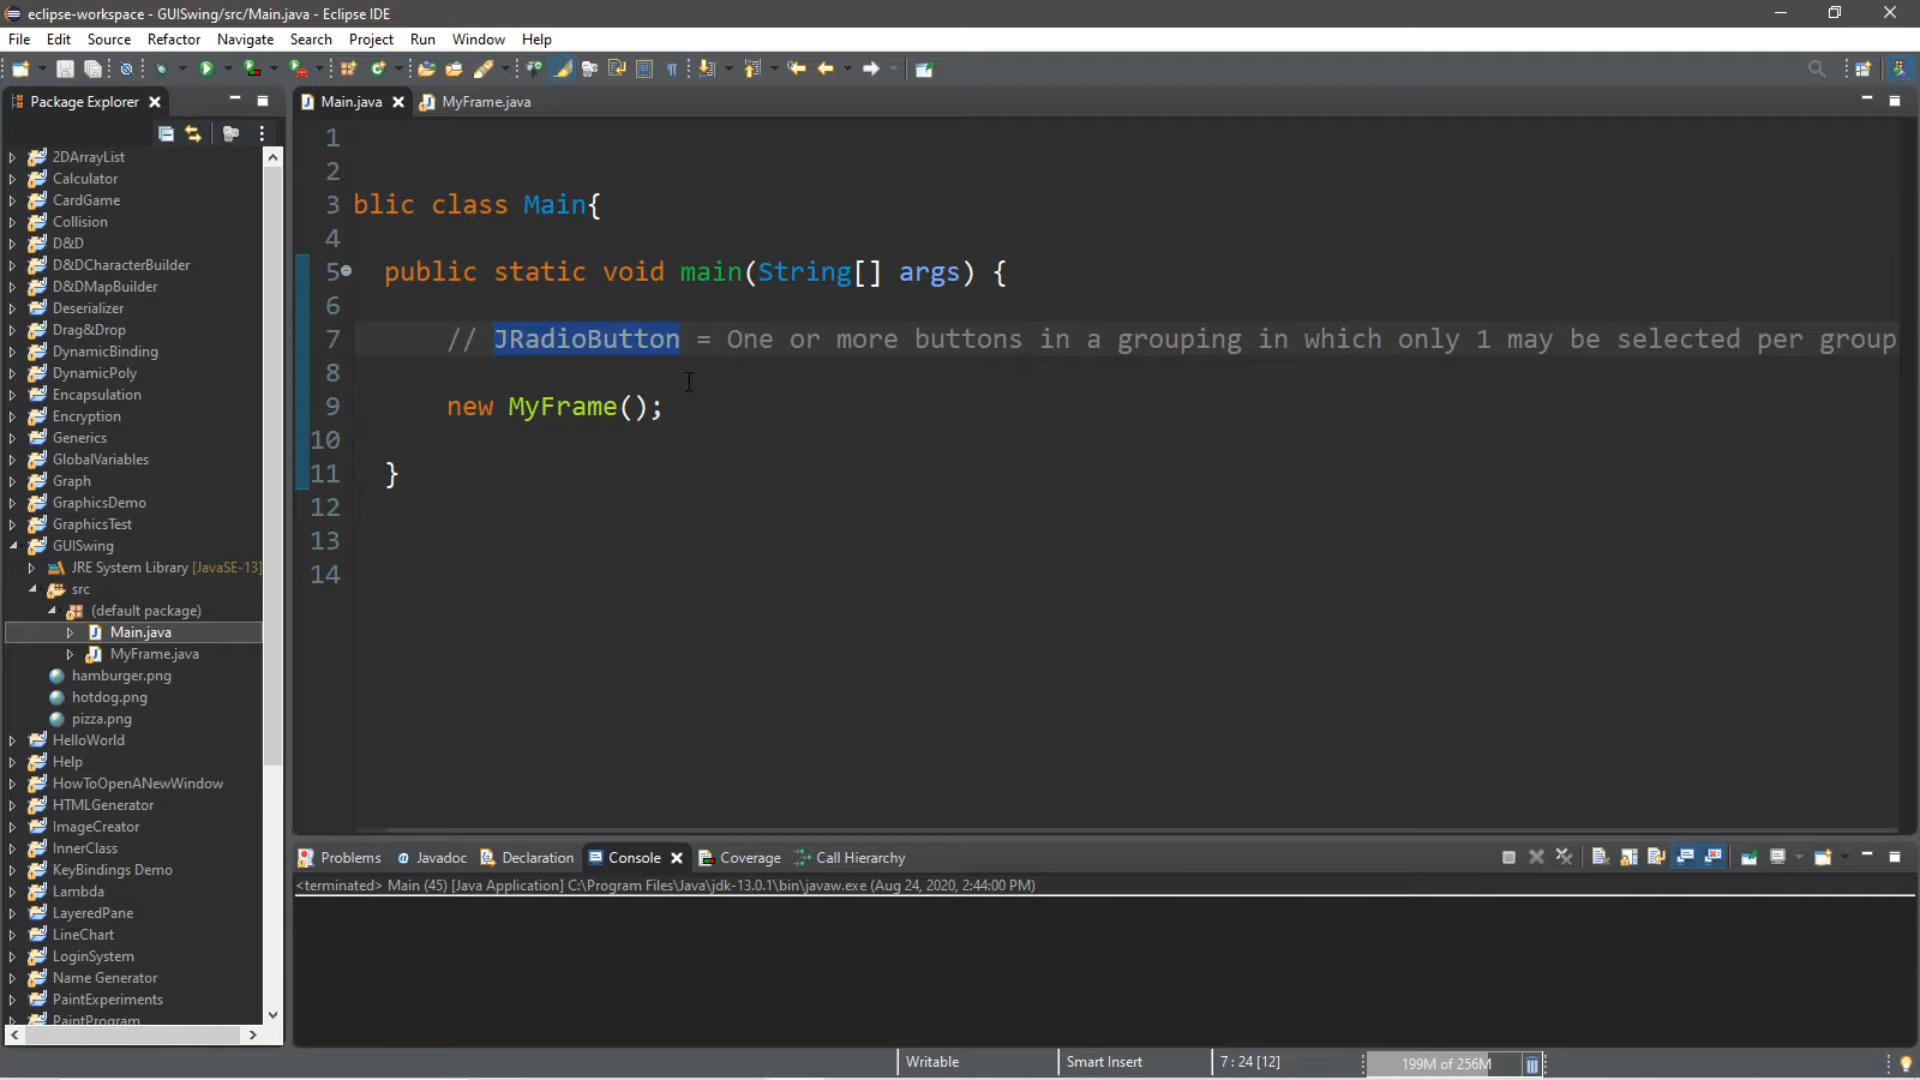 eclipse-workspace - GUISwing/src/Main.java - Eclipse IDE
File Edit Source Refactor Navigate Search Project Run Window Help
Package Explorer
Main.java MyFrame.java
2DArrayList
Calculator
CardGame
Collision
D&D
D&DCharacterBuilder
D&DMapBuilder
Deserializer
Drag&Drop
DynamicBinding
DynamicPoly
Encapsulation
Encryption
Generics
GlobalVariables
Graph
GraphicsDemo
GraphicsTest
GUISwing
JRE System Library [JavaSE-13]
src
(default package)
Main.java
MyFrame.java
hamburger.png
hotdog.png
pizza.png
HelloWorld
Help
HowToOpenANewWindow
HTMLGenerator
ImageCreator
InnerClass
KeyBindings Demo
Lambda
LayeredPane
LineChart
LoginSystem
Name Generator
PaintExperiments
PaintProgram
1
2
3 blic class Main{
4
5 public static void main(String[] args) {
6
7 // JRadioButton = One or more buttons in a grouping in which only 1 may be selected per group
8
9 new MyFrame();
10
11 }
12
13
14
Problems Javadoc Declaration Console Coverage Call Hierarchy
<terminated> Main (45) [Java Application] C:\Program Files\Java\jdk-13.0.1\bin\javaw.exe (Aug 24, 2020, 2:44:00 PM)
Writable Smart Insert 7 : 24 [12] 199M of 256M